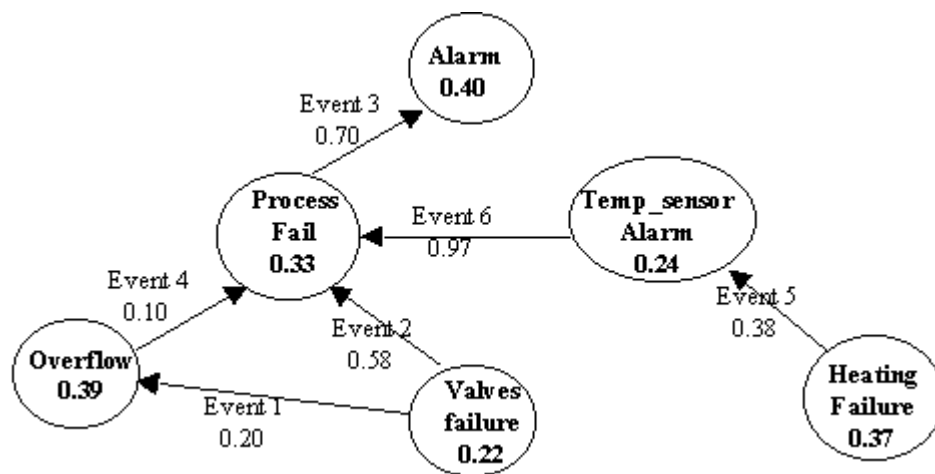 Alarm
0.40
Event 3
0.70
Process
Fail
0.33
Event 6
0.97
Temp_sensor
Alarm
0.24
Event 4
0.10
Event 5
0.38
Event 2
0.58
Overflow
0.39
Event 1
0.20
Valves
failure
0.22
Heating
Failure
0.37